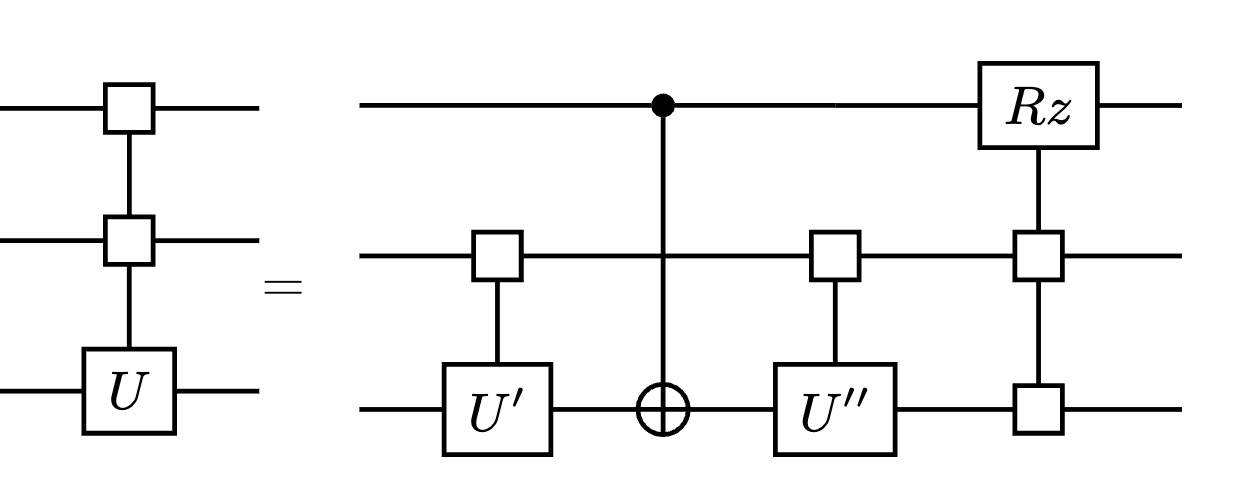 Rz
=
U U′ U″